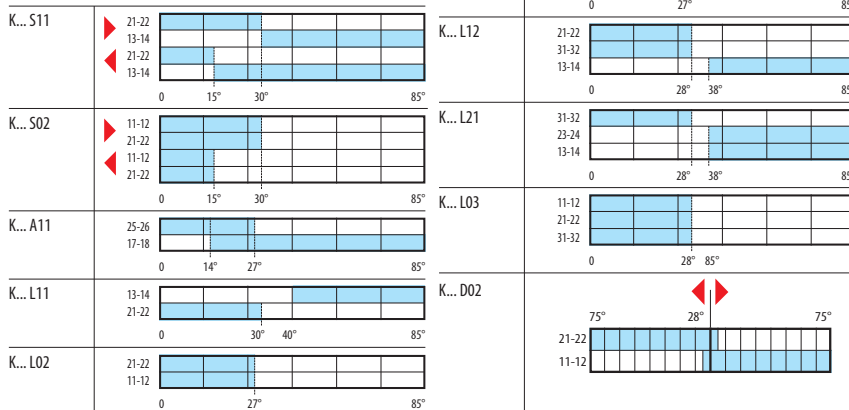 K... S11
21-22
13-14
21-22
13-14
0 15° 30° 85°
K... S02
11-12
21-22
11-12
21-22
0 15° 30° 85°
K... A11
25-26
17-18
0 14° 27° 85°
K... L11
13-14
21-22
0 30° 40° 85°
K... L02
21-22
11-12
0 27° 85°
0 27° 85
K... L12
21-22
31-32
13-14
0 28° 38° 85
K... L21
31-32
23-24
13-14
0 28° 38° 85
K... L03
11-12
21-22
31-32
0 28° 85°
K... D02
75° 28° 75°
21-22
11-12